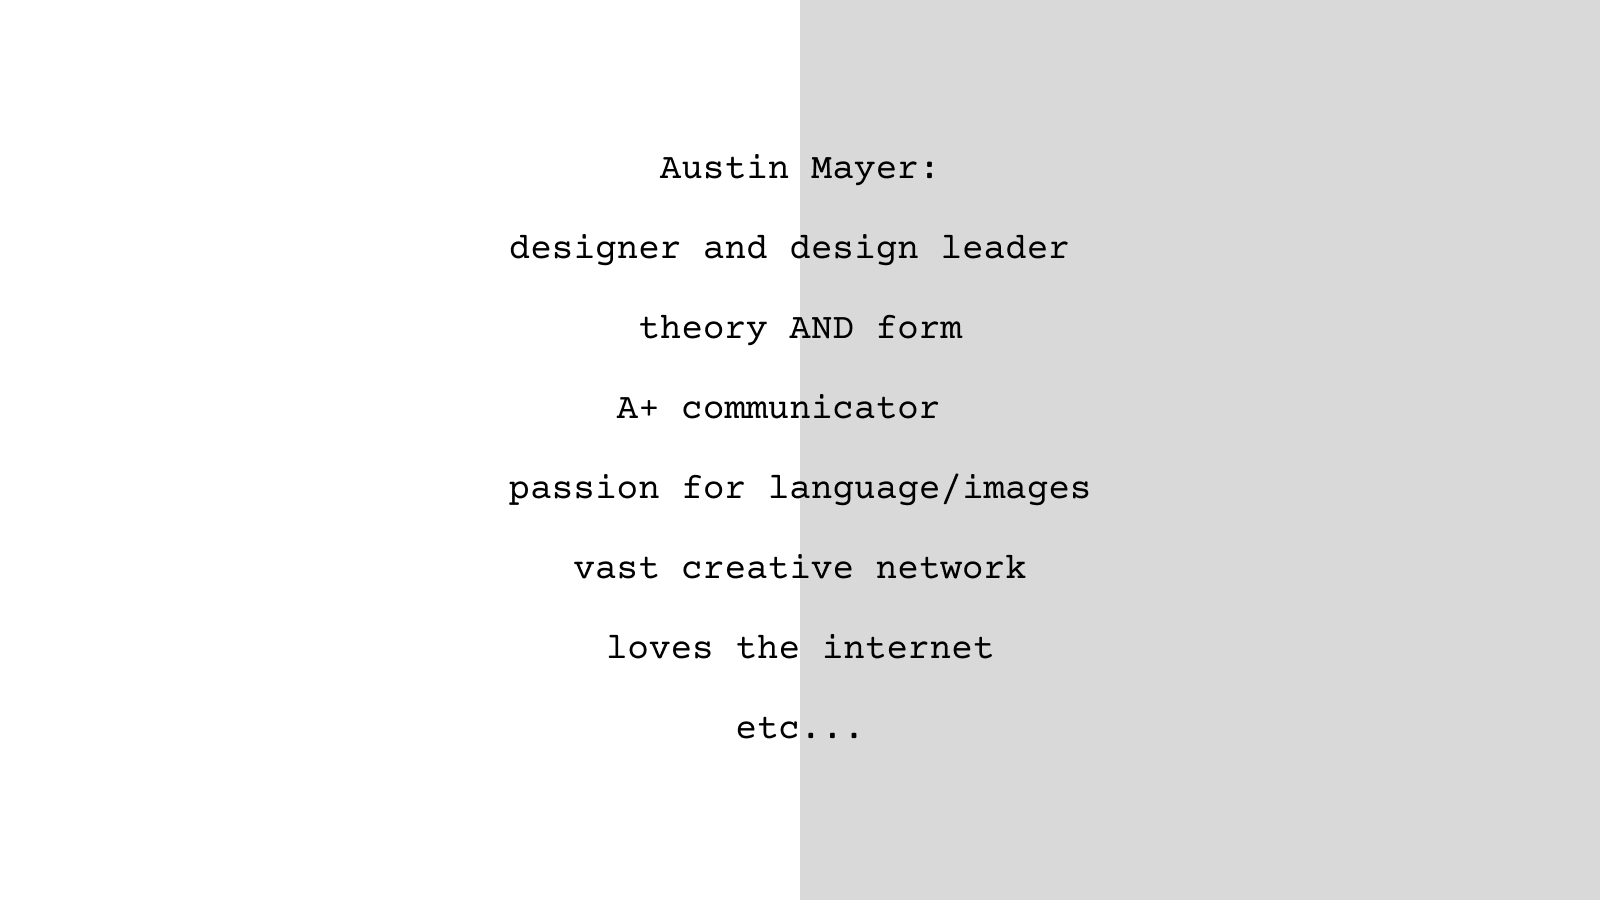 Austin Mayer:
designer and design leader
theory AND form
A+ communicator
passion for language/images
vast creative network
loves the internet
etc...